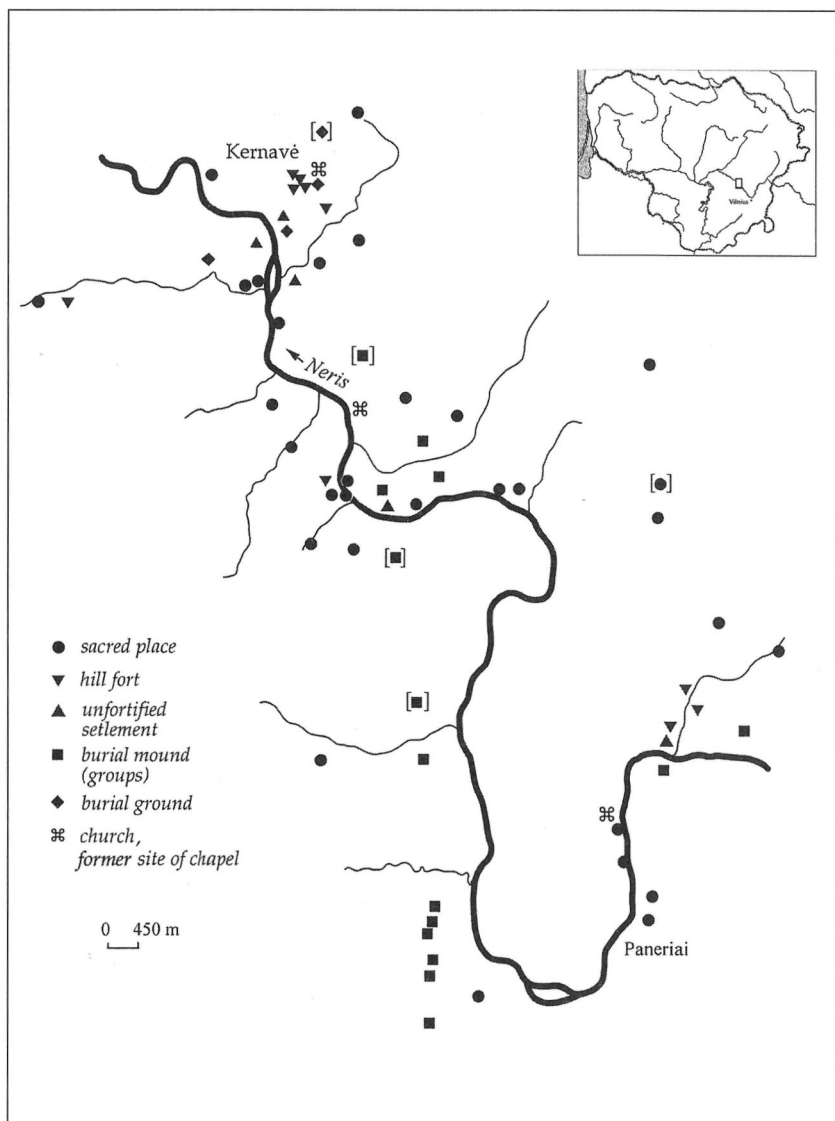 Kernavė
Vilnius
Neris
sacred place
hill fort
unfortified
setlement
burial mound
(groups)
burial ground
church,
former site of chapel
0 450 m
Paneriai